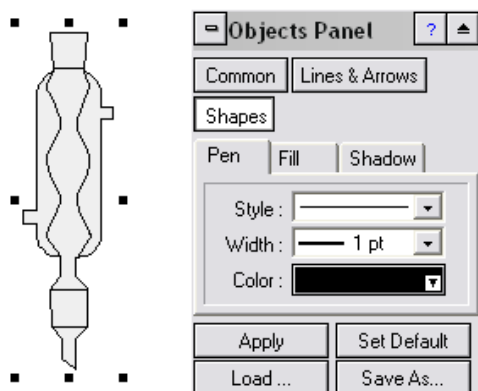 Objects Panel ?
Common Lines & Arrows
Shapes
Pen Fill Shadow
Style :
Width : 1 pt
Color :
Apply Set Default
Load ... Save As...